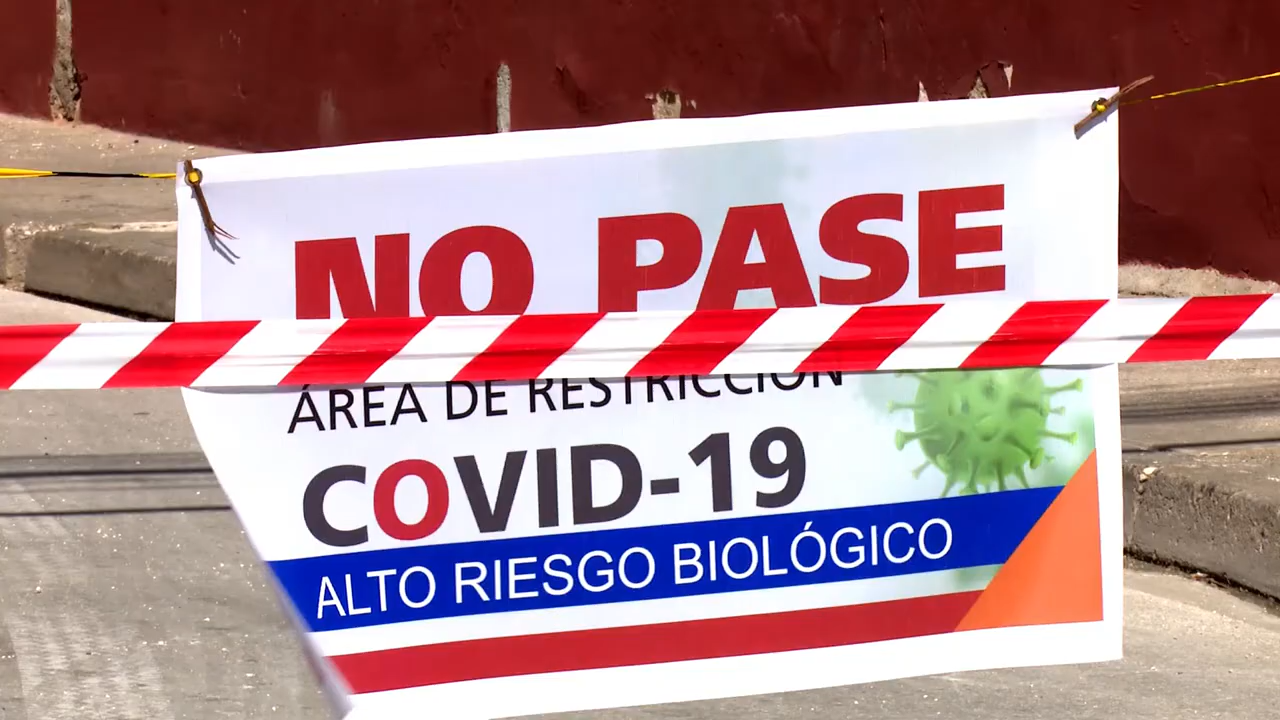 NO PASE
ÁREA DE RESTRICCIÓN
COVID-19
ALTO RIESGO BIOLÓGICO